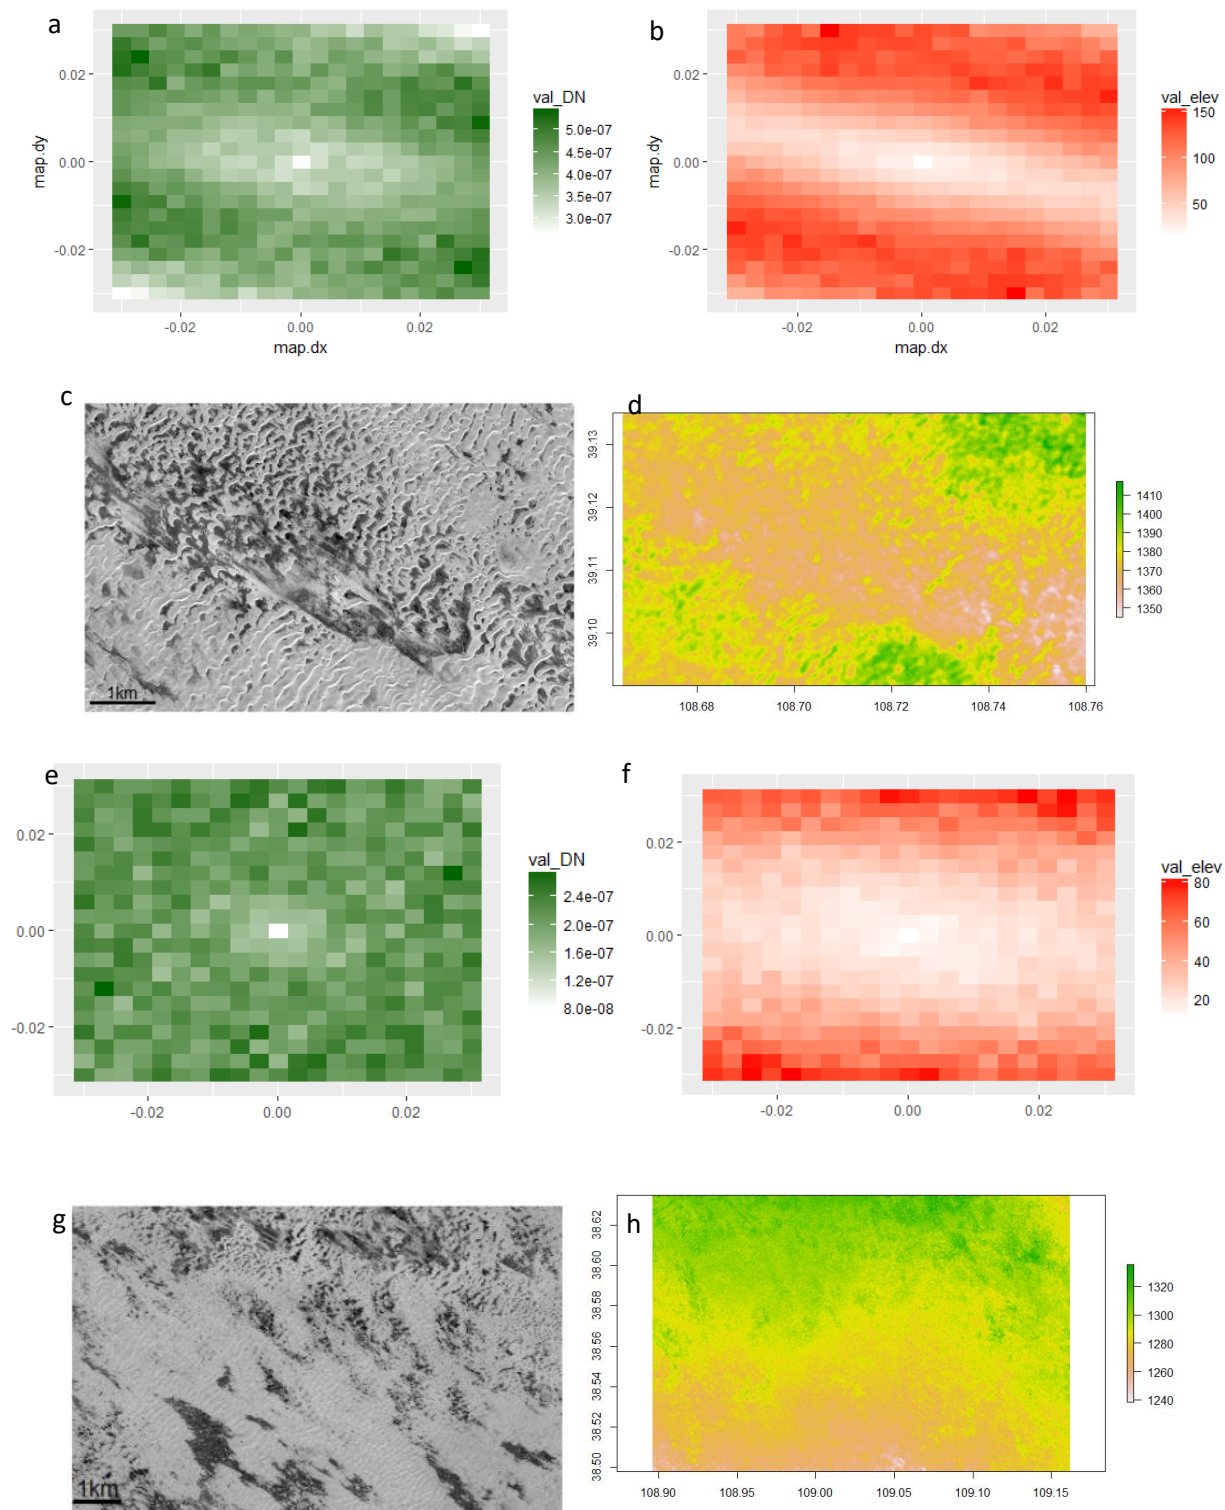 a
val_DN
5.0e-07
4.5e-07
4.0e-07
3.5e-07
3.0e-07
0.02
0.00
-0.02
map.dy
-0.02 0.00 0.02
map.dx
b
val_elev
150
100
50
0.02
0.00
-0.02
map.dy
-0.02 0.00 0.02
map.dx
c
1km
d
39.13
39.12
39.11
39.10
1410
1400
1390
1380
1370
1360
1350
108.68 108.70 108.72 108.74 108.76
e
val_DN
2.4e-07
2.0e-07
1.6e-07
1.2e-07
8.0e-08
0.02
0.00
-0.02
-0.02 0.00 0.02
f
val_elev
80
60
40
20
0.02
0.00
-0.02
-0.02 0.00 0.02
g
1km
h
38.62
38.60
38.58
38.56
38.54
38.52
38.50
1320
1300
1280
1260
1240
108.90 108.95 109.00 109.05 109.10 109.15